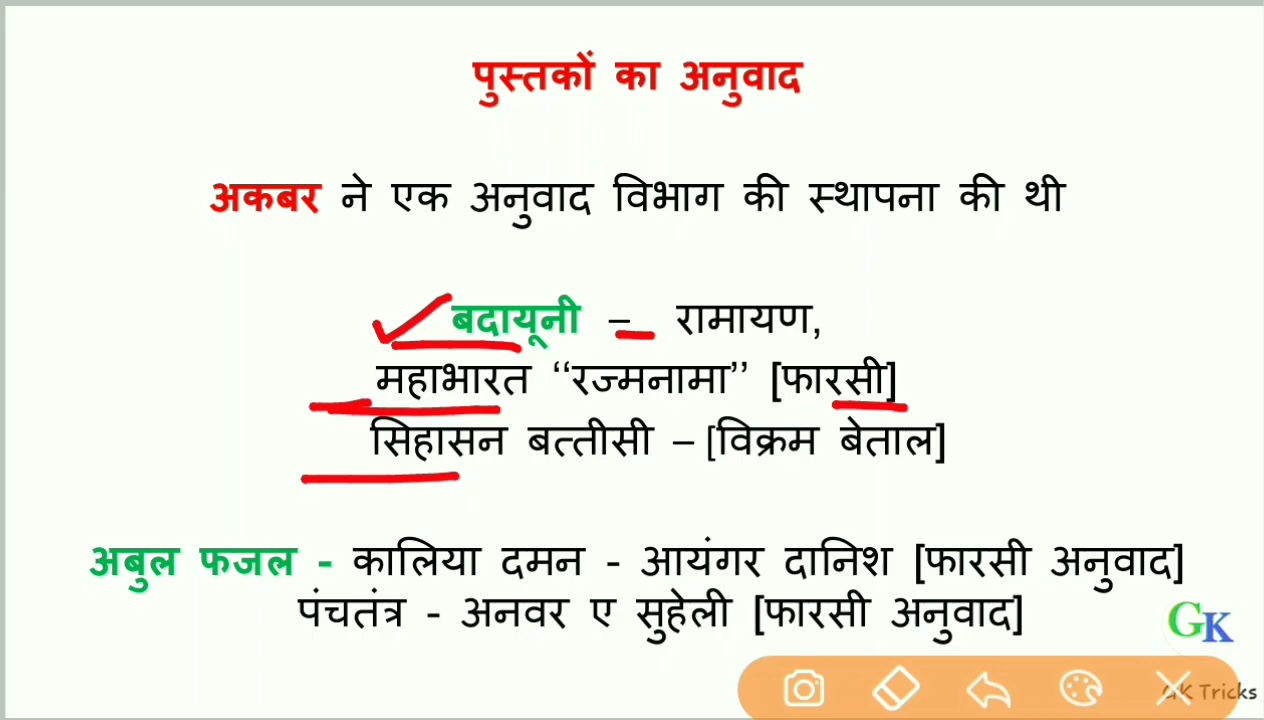 पुस्तकों का अनुवाद
अकबर ने एक अनुवाद विभाग की स्थापना की थी
बदायूनी – रामायण,
महाभारत ‘‘रज्मनामा’’ [फारसी]
सिहासन बत्तीसी – [विक्रम बेताल]
अबुल फजल - कालिया दमन - आयंगर दानिश [फारसी अनुवाद]
पंचतंत्र - अनवर ए सुहेली [फारसी अनुवाद]
GK
GK Tricks